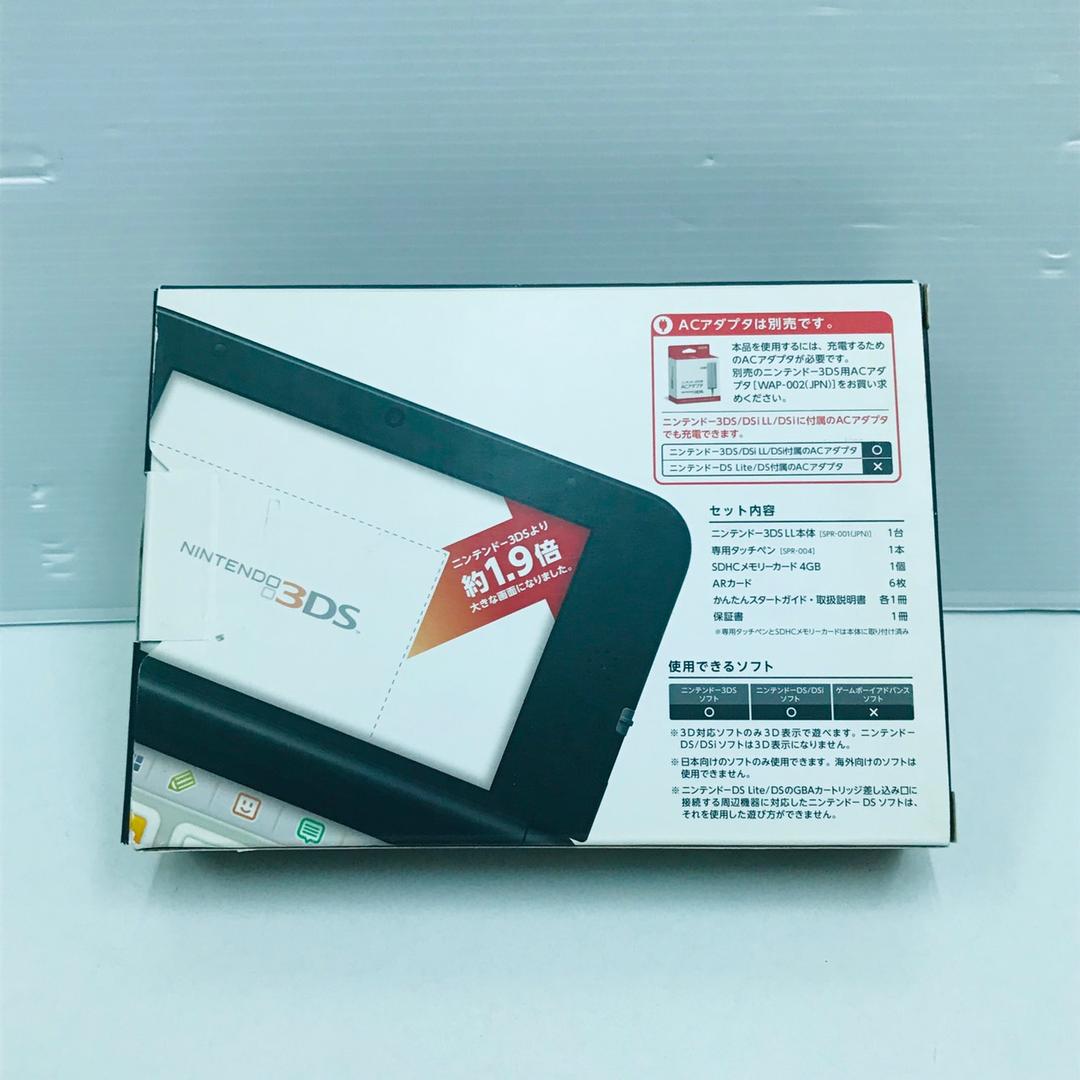 ACアダプタは別売です。
本品を使用するには、充電するため
のACアダプタが必要です。
別売のニンテンドー3DS用ACアダ
プタ[WAP-002(JPN)]をお買い求
めください。
ACアダプタ
ニンテンドー3DS/DSi LL/DSiに付属のACアダプタ
でも充電できます。
ニンテンドー3DS/DSi LL/DSi付属のACアダプタ ○
ニンテンドーDS Lite/DS付属のACアダプタ ×
ニンテンドー3DSより
約1.9倍
大きな画面になりました。
NINTENDO3DS™
セット内容
ニンテンドー3DS LL本体 [SPR-001(JPN)] 1台
専用タッチペン [SPR-004] 1本
SDHCメモリーカード 4GB 1個
ARカード 6枚
かんたんスタートガイド・取扱説明書 各1冊
保証書 1冊
※専用タッチペンとSDHCメモリーカードは本体に取り付け済み
使用できるソフト
ニンテンドー3DS ニンテンドーDS/DSi ゲームボーイアドバンス
ソフト ソフト ソフト
○ ○ ×
※3D対応ソフトのみ3D表示で遊べます。ニンテンドー
DS/DSiソフトは3D表示になりません。
※日本向けのソフトのみ使用できます。海外向けのソフトは
使用できません。
※ニンテンドーDS Lite/DSのGBAカートリッジ差し込み口に
接続する周辺機器に対応したニンテンドーDSソフトは、
それを使用した遊び方ができません。